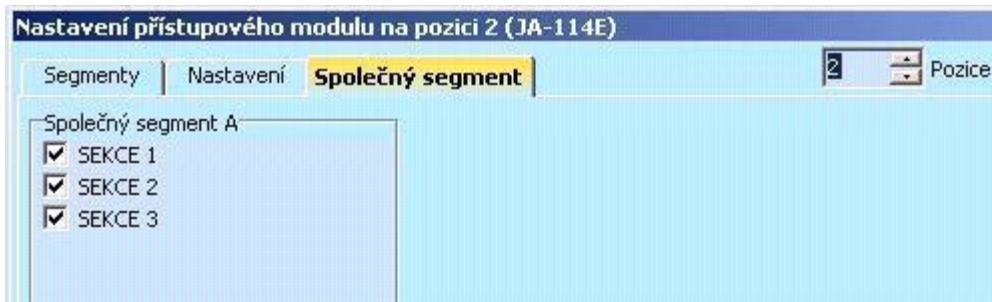 Nastavení přístupového modulu na pozici 2 (JA-114E)
Segmenty Nastavení Společný segment 2 Pozice
Společný segment A
SEKCE 1
SEKCE 2
SEKCE 3